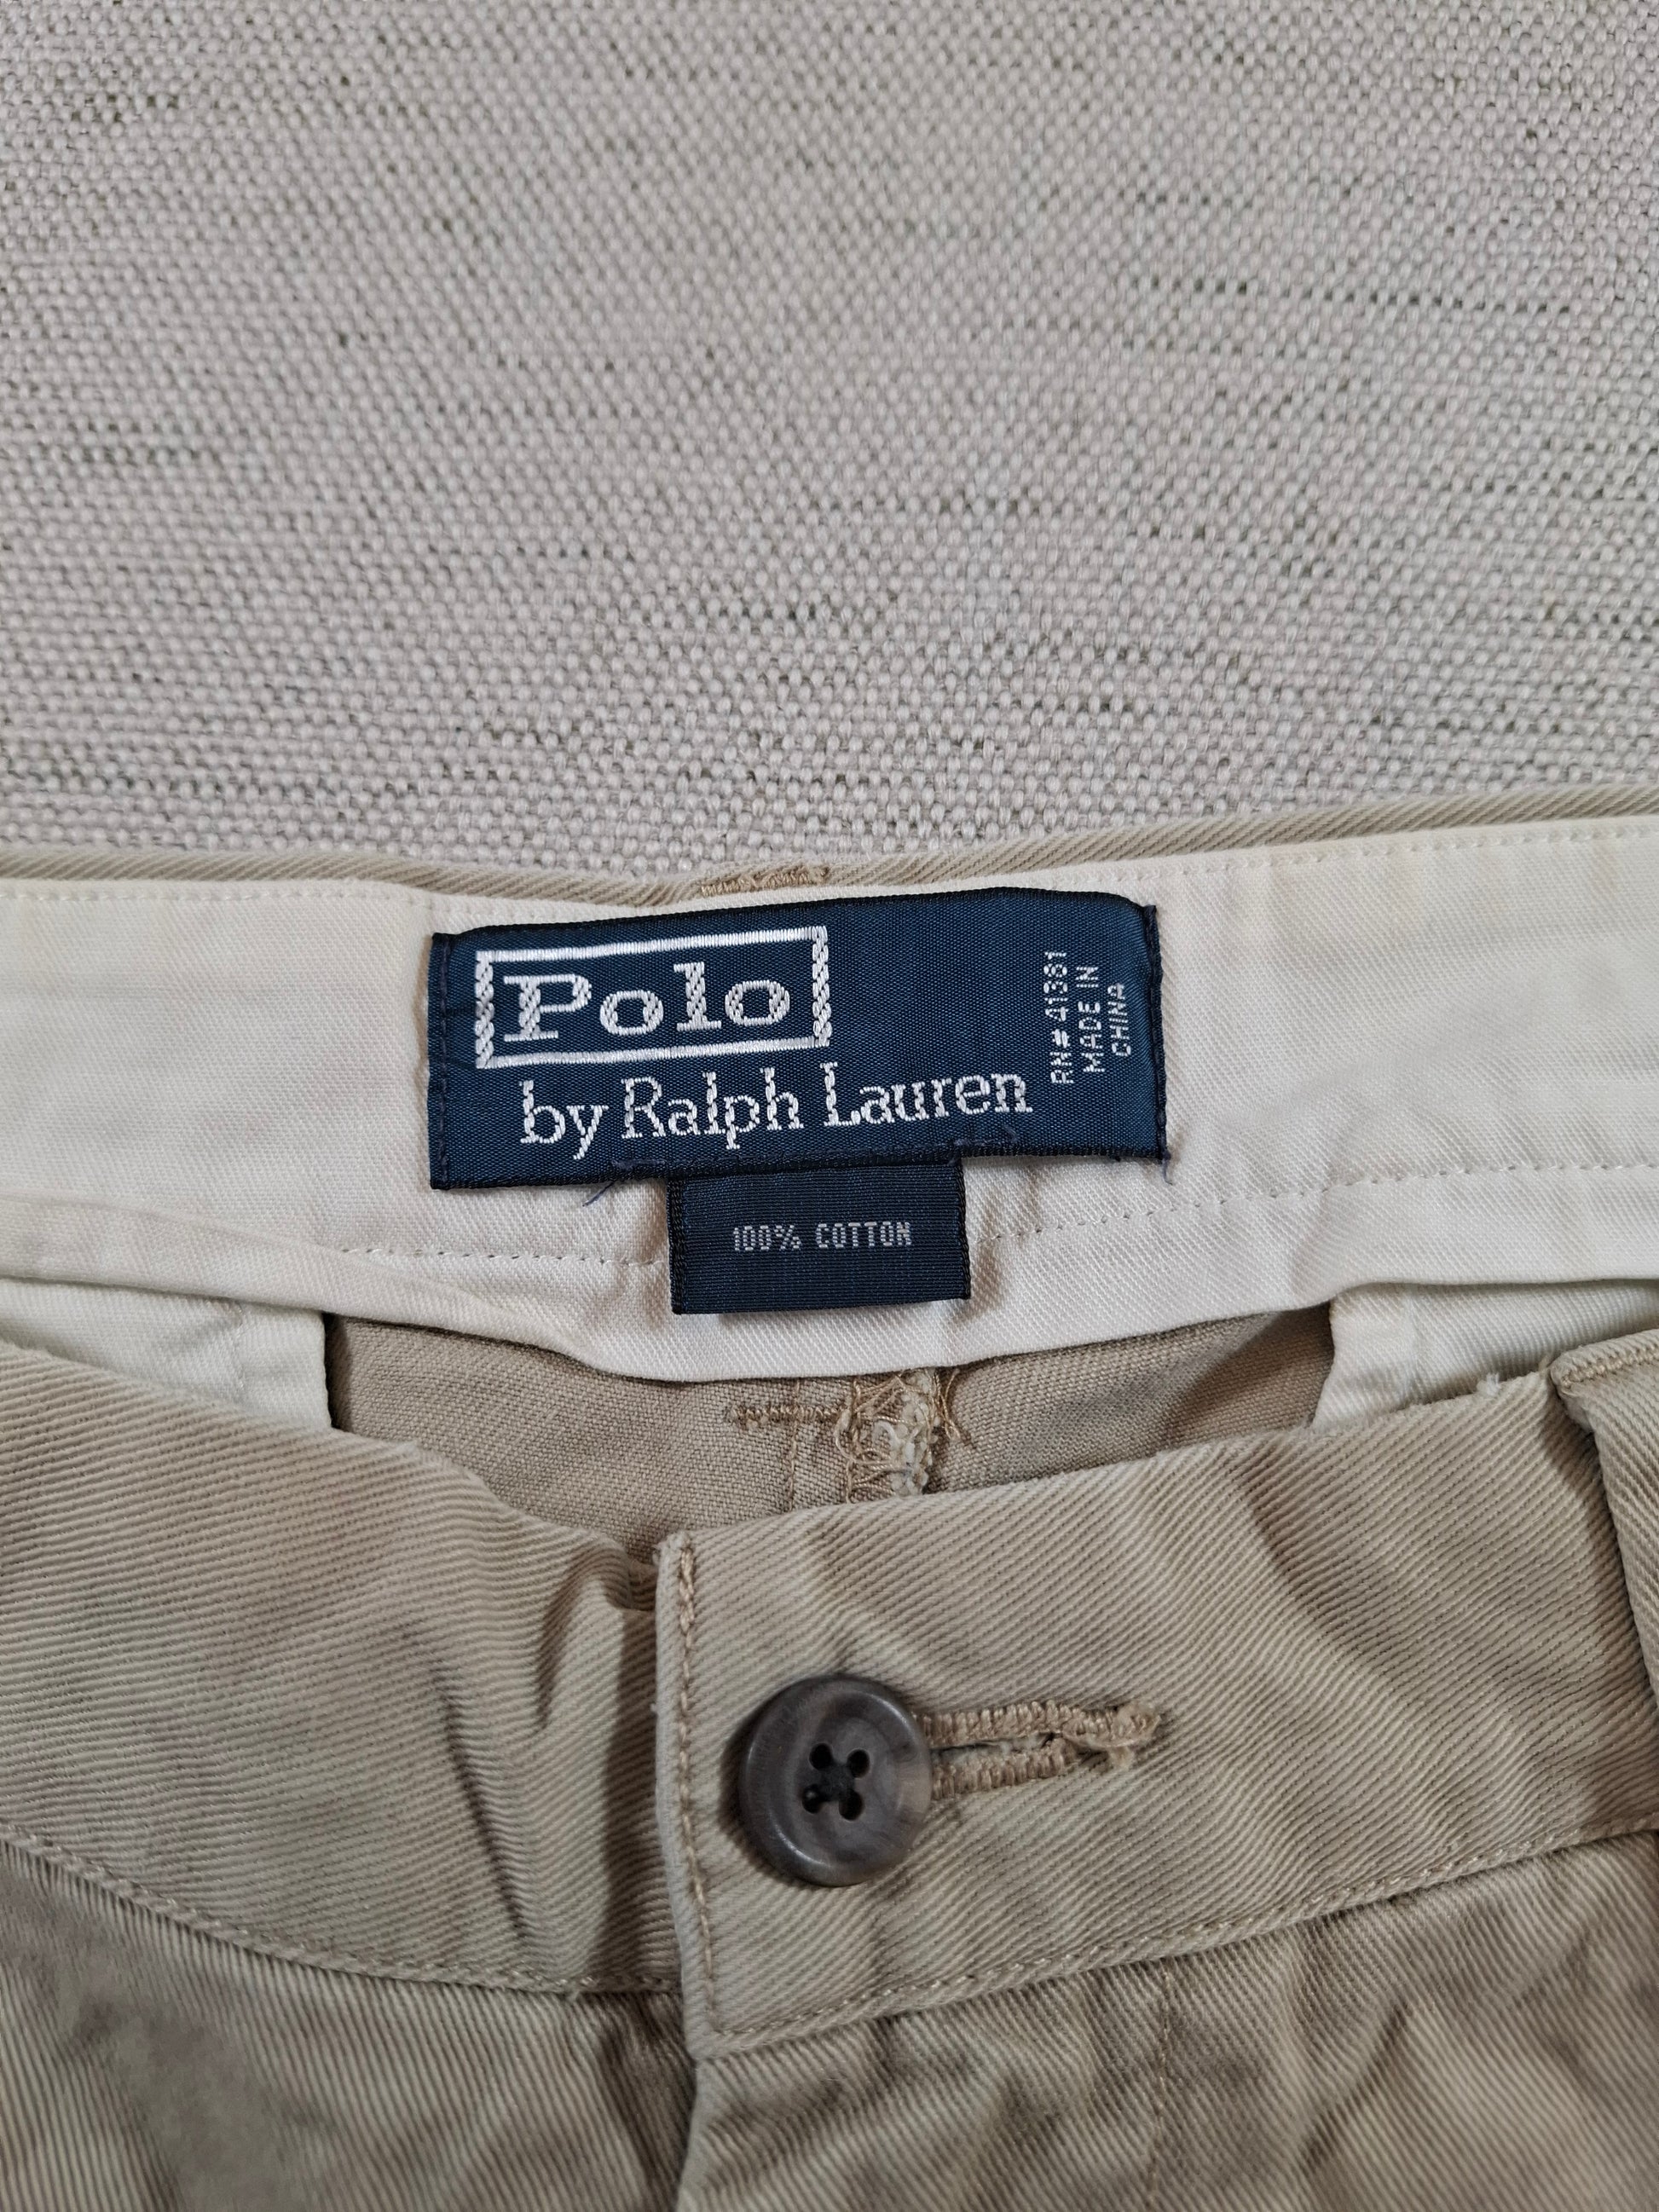 Polo
by Ralph Lauren
RN#41381
MADE IN
CHINA
100% COTTON